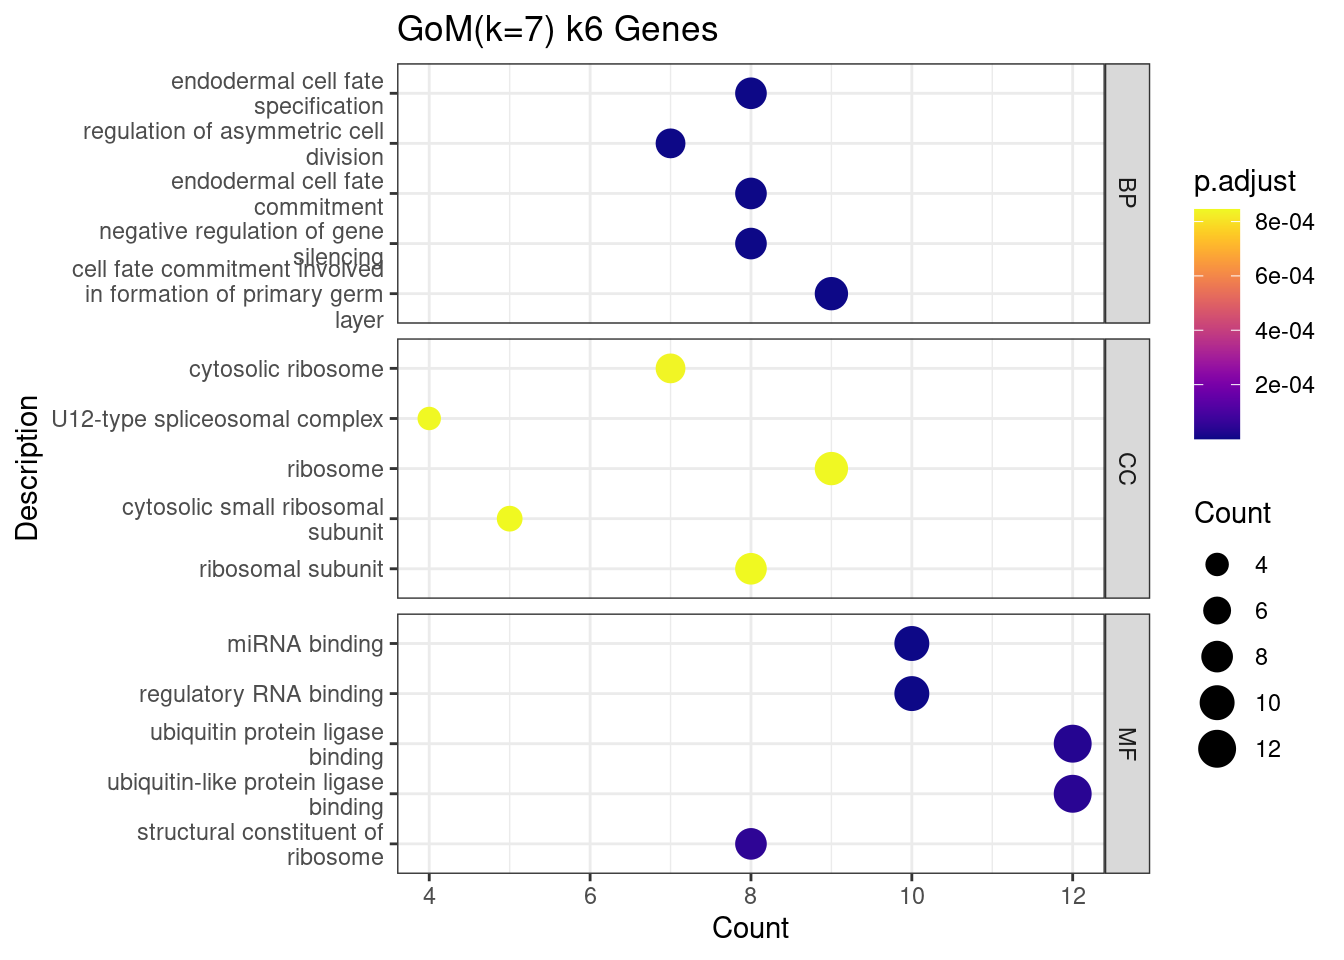 GoM(k=7) k6 Genes
endodermal cell fate
specification
regulation of asymmetric cell
division
endodermal cell fate
commitment
negative regulation of gene
silencing
cell fate commitment involved
in formation of primary germ
layer
BP
cytosolic ribosome
U12-type spliceosomal complex
ribosome
cytosolic small ribosomal
subunit
ribosomal subunit
CC
miRNA binding
regulatory RNA binding
ubiquitin protein ligase
binding
ubiquitin-like protein ligase
binding
structural constituent of
ribosome
MF
4 6 8 10 12
Count
Description
p.adjust
8e-04
6e-04
4e-04
2e-04
Count
4
6
8
10
12